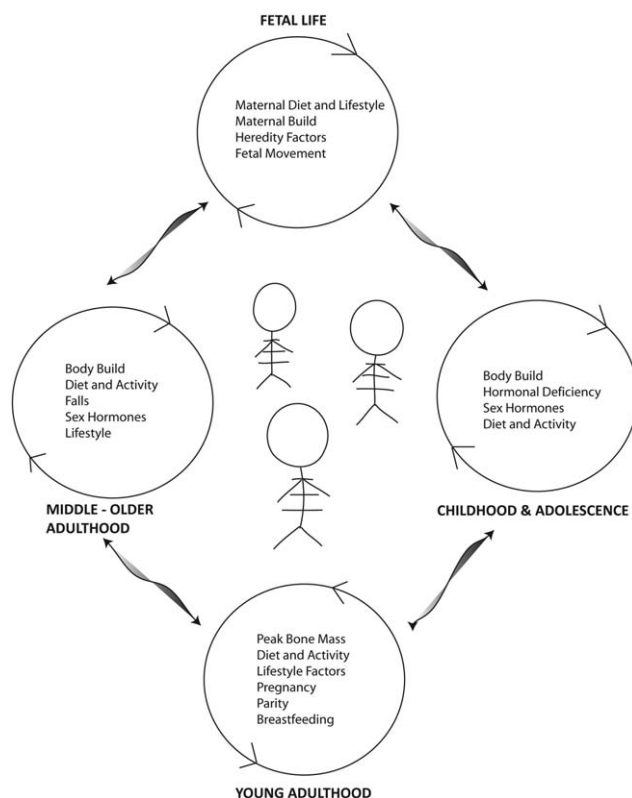 FETAL LIFE
Maternal Diet and Lifestyle
Maternal Build
Heredity Factors
Fetal Movement
Body Build
Diet and Activity
Falls
Sex Hormones
Lifestyle
MIDDLE - OLDER
ADULTHOOD
Body Build
Hormonal Deficiency
Sex Hormones
Diet and Activity
CHILDHOOD & ADOLESCENCE
Peak Bone Mass
Diet and Activity
Lifestyle Factors
Pregnancy
Parity
Breastfeeding
YOUNG ADULTHOOD